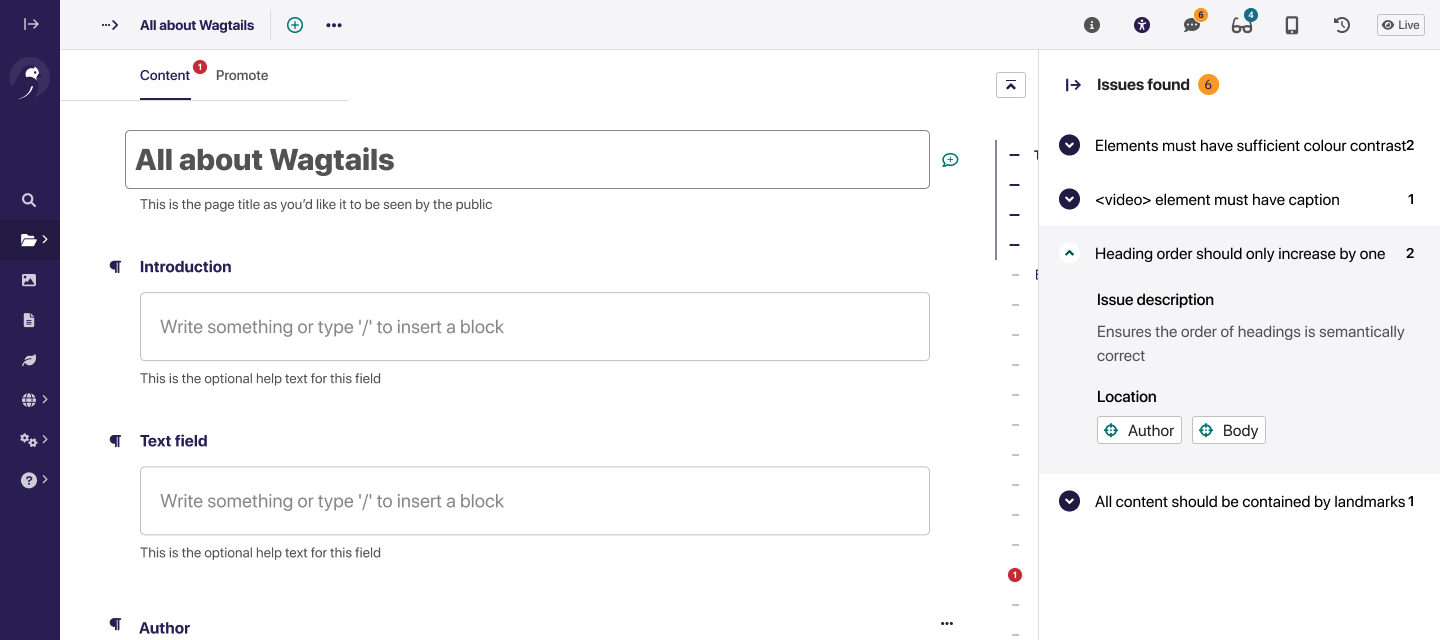 All about Wagtails
6
4
Live
Content
1
Promote
All about Wagtails
This is the page title as you’d like it to be seen by the public
Introduction
Write something or type '/' to insert a block
This is the optional help text for this field
Text field
Write something or type '/' to insert a block
This is the optional help text for this field
Author
1
Issues found 6
Elements must have sufficient colour contrast 2
<video> element must have caption 1
Heading order should only increase by one 2
Issue description
Ensures the order of headings is semantically
correct
Location
Author Body
All content should be contained by landmarks 1